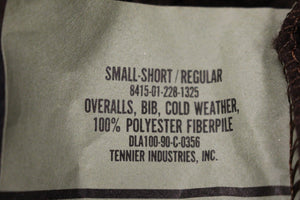 SMALL-SHORT/REGULAR
8415-01-228-1325
OVERALLS, BIB, COLD WEATHER,
100% POLYESTER FIBERPILE
DLA100-90-C-0356
TENNIER INDUSTRIES, INC.